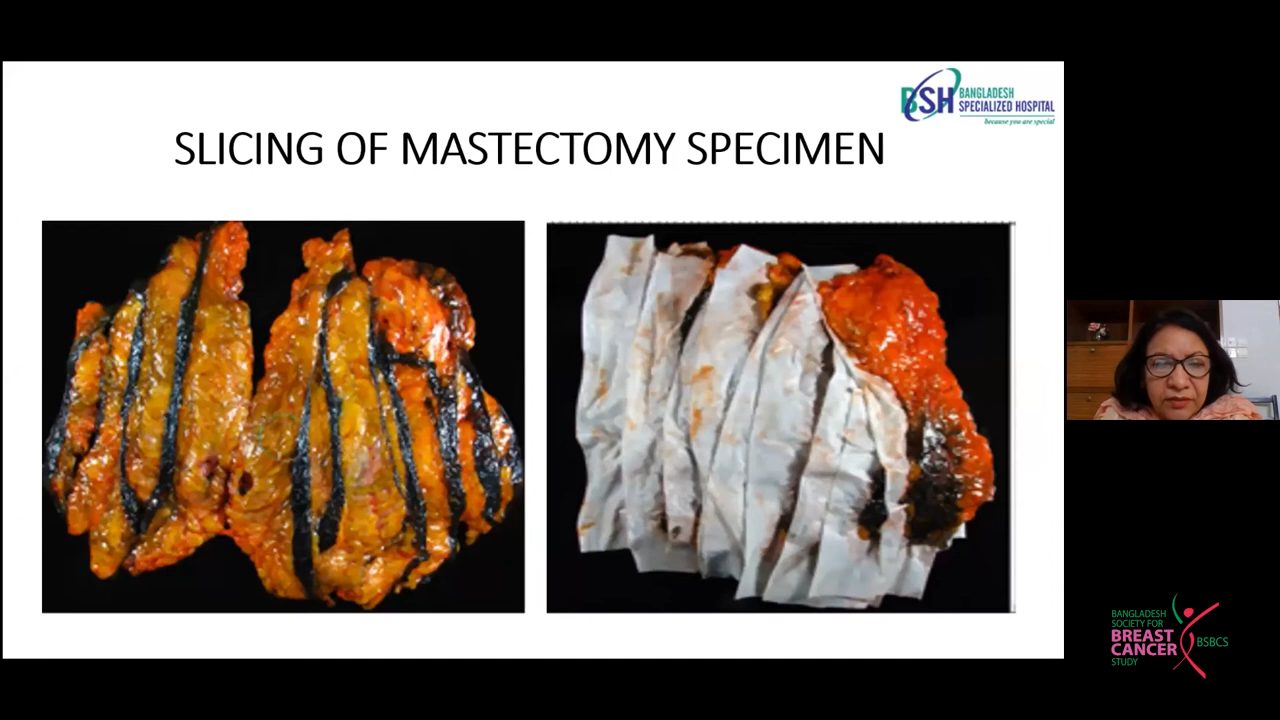 BSH BANGLADESH
SPECIALIZED HOSPITAL
because you are special
SLICING OF MASTECTOMY SPECIMEN
BANGLADESH
SOCIETY FOR
BREAST
CANCER
STUDY
BSBCS